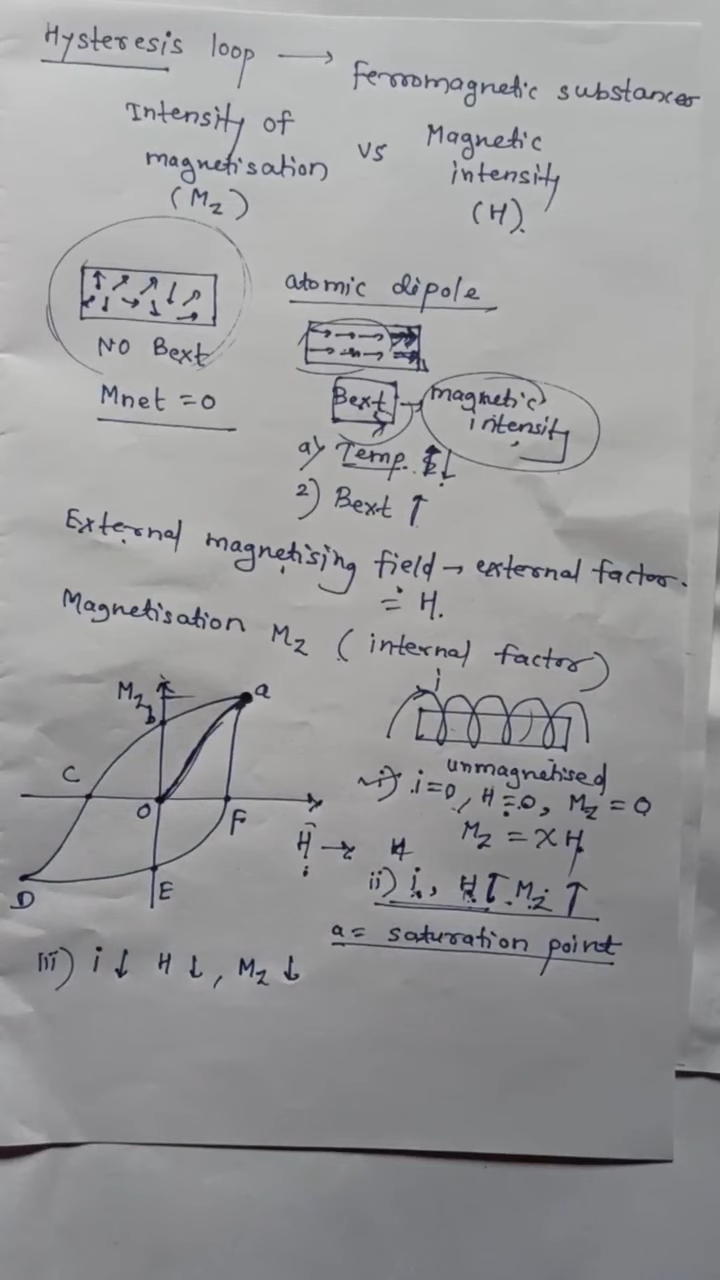 Hysteresis loop → ferromagnetic substances
Intensity of magnetisation (Mz) vs Magnetic intensity (H).
NO Bext
Mnet = 0
atomic dipole
Bext → magnetic intensity
a) Temp. ↓
2) Bext ↑
External magnetising field → external factor.
= H.
Magnetisation Mz (internal factor)
Mz
b
a
C
O
F
H →
D
E
i
unmagnetised
i) i=0, H=0, Mz = 0
Mz = χH
ii) i, H↑ Mz ↑
a = saturation point
III) i ↓ H ↓, Mz ↓